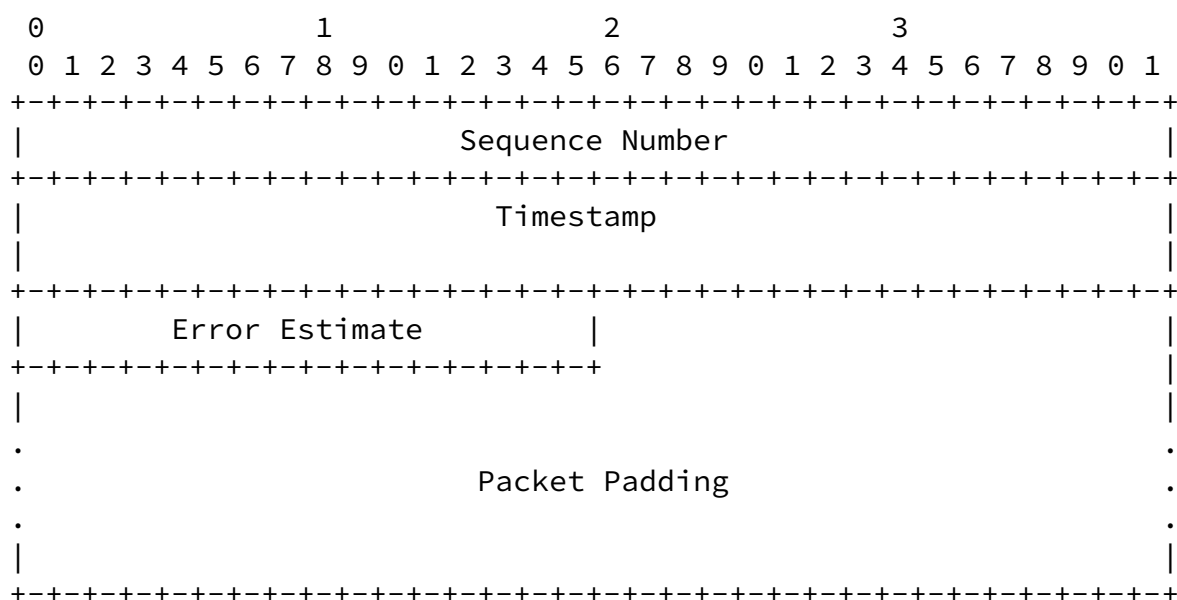 0                   1                   2                   3
 0 1 2 3 4 5 6 7 8 9 0 1 2 3 4 5 6 7 8 9 0 1 2 3 4 5 6 7 8 9 0 1
+-+-+-+-+-+-+-+-+-+-+-+-+-+-+-+-+-+-+-+-+-+-+-+-+-+-+-+-+-+-+-+-+
|                        Sequence Number                        |
+-+-+-+-+-+-+-+-+-+-+-+-+-+-+-+-+-+-+-+-+-+-+-+-+-+-+-+-+-+-+-+-+
|                          Timestamp                            |
|                                                               |
+-+-+-+-+-+-+-+-+-+-+-+-+-+-+-+-+-+-+-+-+-+-+-+-+-+-+-+-+-+-+-+-+
|        Error Estimate         |                               |
+-+-+-+-+-+-+-+-+-+-+-+-+-+-+-+-+                               |
|                                                               |
.                                                               .
.                         Packet Padding                        .
.                                                               .
|                                                               |
+-+-+-+-+-+-+-+-+-+-+-+-+-+-+-+-+-+-+-+-+-+-+-+-+-+-+-+-+-+-+-+-+